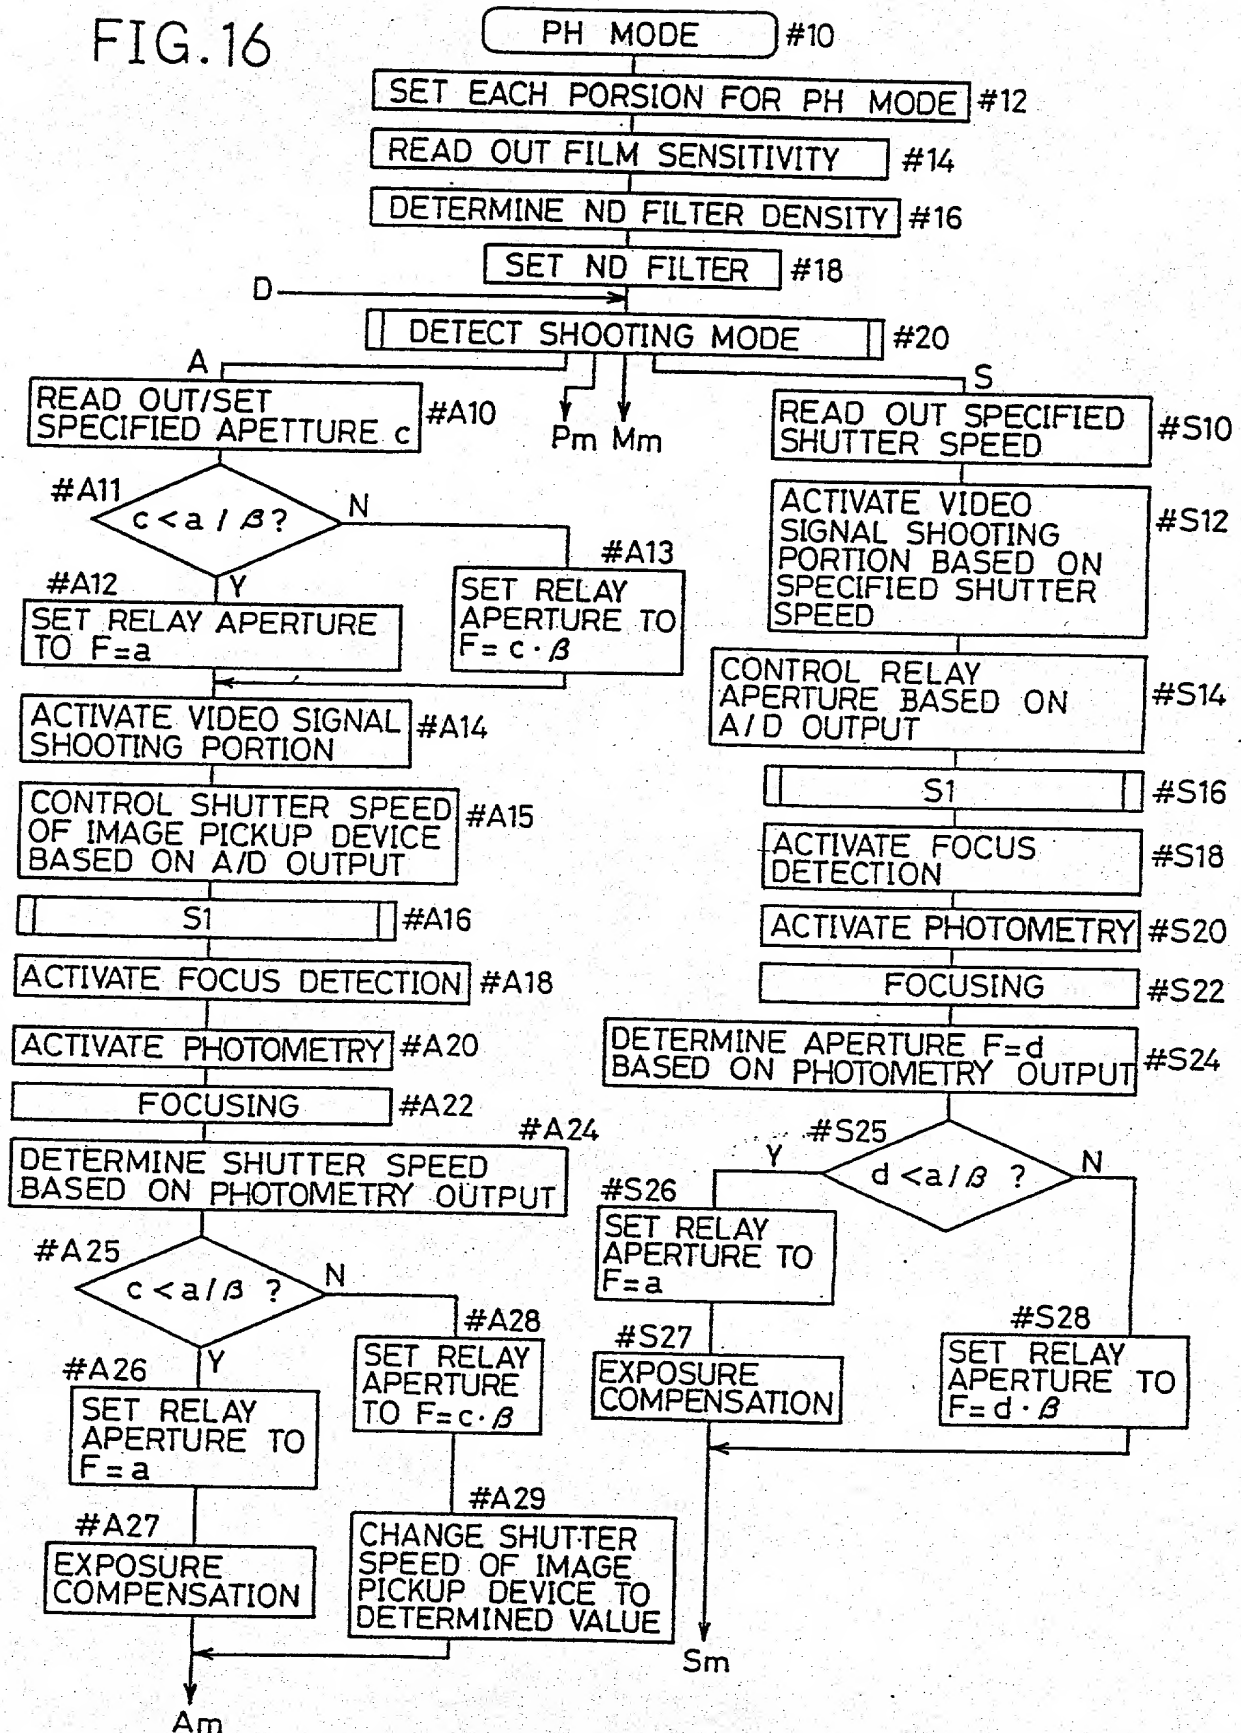 FIG.16
PH MODE
#10
SET EACH PORSION FOR PH MODE
#12
READ OUT FILM SENSITIVITY
#14
DETERMINE ND FILTER DENSITY
#16
SET ND FILTER
#18
D
DETECT SHOOTING MODE
#20
A
Pm
Mm
S
READ OUT/SET
SPECIFIED APETTURE c
#A10
#A11
c<a/β?
N
Y
#A12
SET RELAY APERTURE
TO F=a
#A13
SET RELAY
APERTURE TO
F=c·β
ACTIVATE VIDEO SIGNAL
SHOOTING PORTION
#A14
CONTROL SHUTTER SPEED
OF IMAGE PICKUP DEVICE
BASED ON A/D OUTPUT
#A15
S1
#A16
ACTIVATE FOCUS DETECTION
#A18
ACTIVATE PHOTOMETRY
#A20
FOCUSING
#A22
#A24
DETERMINE SHUTTER SPEED
BASED ON PHOTOMETRY OUTPUT
#A25
c<a/β ?
N
Y
#A26
SET RELAY
APERTURE TO
F=a
#A27
EXPOSURE
COMPENSATION
#A28
SET RELAY
APERTURE
TO F=c·β
#A29
CHANGE SHUTTER
SPEED OF IMAGE
PICKUP DEVICE TO
DETERMINED VALUE
Am
READ OUT SPECIFIED
SHUTTER SPEED
#S10
ACTIVATE VIDEO
SIGNAL SHOOTING
PORTION BASED ON
SPECIFIED SHUTTER
SPEED
#S12
CONTROL RELAY
APERTURE BASED ON
A/D OUTPUT
#S14
S1
#S16
ACTIVATE FOCUS
DETECTION
#S18
ACTIVATE PHOTOMETRY
#S20
FOCUSING
#S22
DETERMINE APERTURE F=d
BASED ON PHOTOMETRY OUTPUT
#S24
#S25
d<a/β ?
Y
N
#S26
SET RELAY
APERTURE TO
F=a
#S27
EXPOSURE
COMPENSATION
#S28
SET RELAY
APERTURE TO
F=d·β
Sm